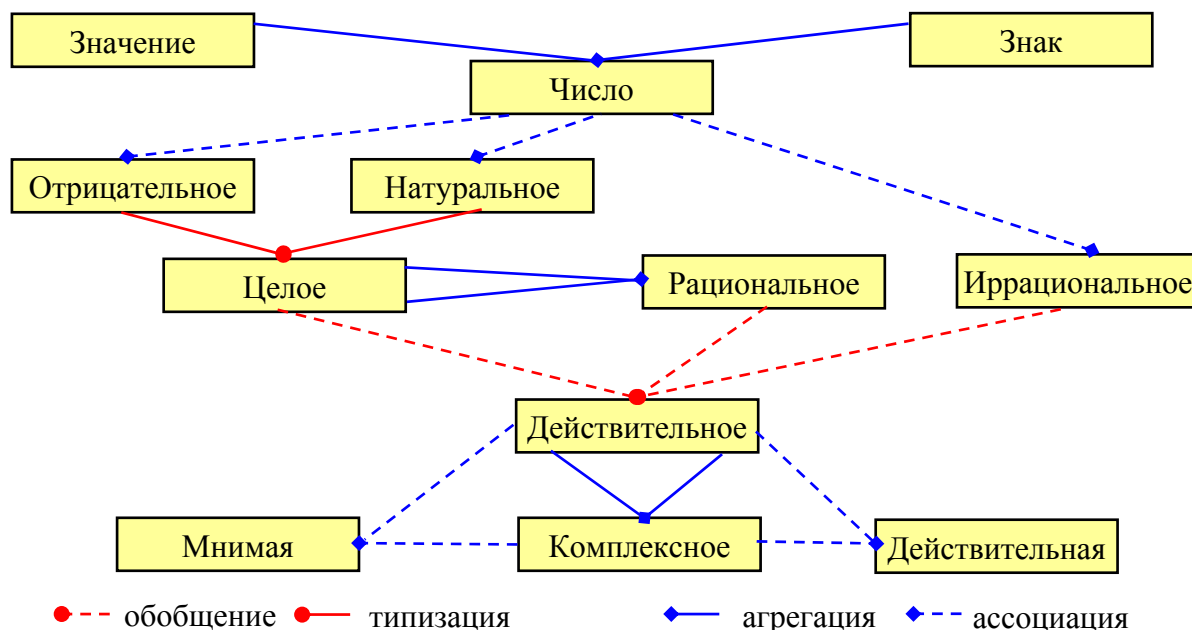 Значение
Знак
Число
Отрицательное
Натуральное
Целое
Рациональное
Иррациональное
Действительное
Мнимая
Комплексное
Действительная
обобщение
типизация
агрегация
ассоциация